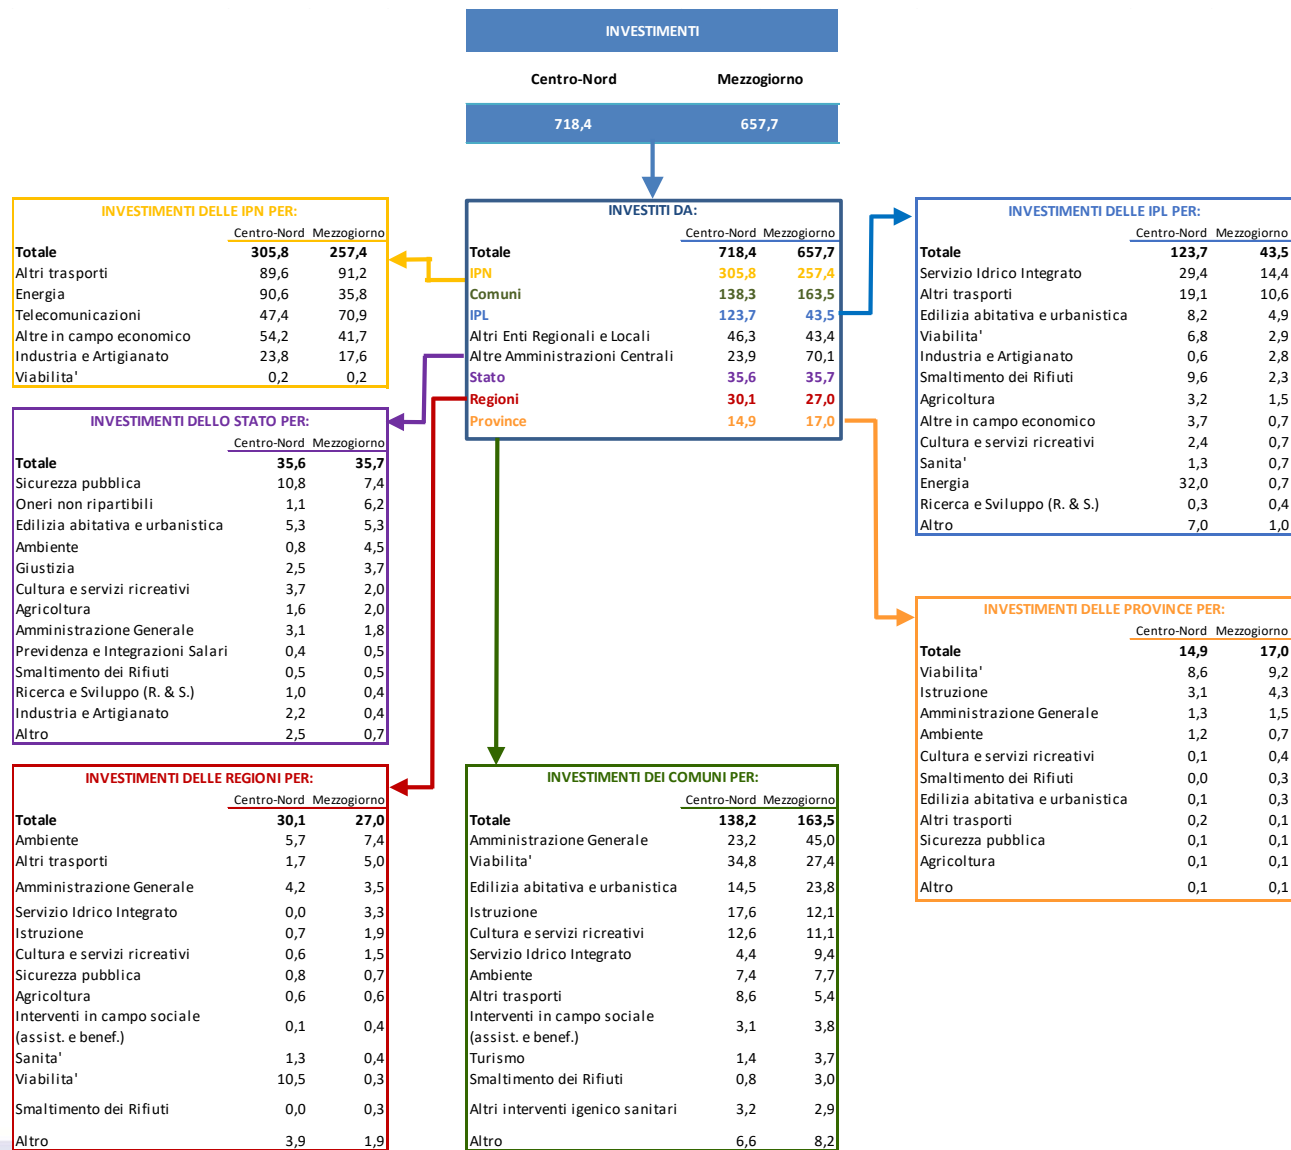 INVESTIMENTI
Centro-Nord Mezzogiorno
718,4 657,7
INVESTIMENTI DELLE IPN PER:
Centro-Nord Mezzogiorno
Totale 305,8 257,4
Altri trasporti 89,6 91,2
Energia 90,6 35,8
Telecomunicazioni 47,4 70,9
Altre in campo economico 54,2 41,7
Industria e Artigianato 23,8 17,6
Viabilita' 0,2 0,2
INVESTITI DA:
Centro-Nord Mezzogiorno
Totale 718,4 657,7
IPN 305,8 257,4
Comuni 138,3 163,5
IPL 123,7 43,5
Altri Enti Regionali e Locali 46,3 43,4
Altre Amministrazioni Centrali 23,9 70,1
Stato 35,6 35,7
Regioni 30,1 27,0
Province 14,9 17,0
INVESTIMENTI DELLE IPL PER:
Centro-Nord Mezzogiorno
Totale 123,7 43,5
Servizio Idrico Integrato 29,4 14,4
Altri trasporti 19,1 10,6
Edilizia abitativa e urbanistica 8,2 4,9
Viabilita' 6,8 2,9
Industria e Artigianato 0,6 2,8
Smaltimento dei Rifiuti 9,6 2,3
Agricoltura 3,2 1,5
Altre in campo economico 3,7 0,7
Cultura e servizi ricreativi 2,4 0,7
Sanita' 1,3 0,7
Energia 32,0 0,7
Ricerca e Sviluppo (R. & S.) 0,3 0,4
Altro 7,0 1,0
INVESTIMENTI DELLO STATO PER:
Centro-Nord Mezzogiorno
Totale 35,6 35,7
Sicurezza pubblica 10,8 7,4
Oneri non ripartibili 1,1 6,2
Edilizia abitativa e urbanistica 5,3 5,3
Ambiente 0,8 4,5
Giustizia 2,5 3,7
Cultura e servizi ricreativi 3,7 2,0
Agricoltura 1,6 2,0
Amministrazione Generale 3,1 1,8
Previdenza e Integrazioni Salari 0,4 0,5
Smaltimento dei Rifiuti 0,5 0,5
Ricerca e Sviluppo (R. & S.) 1,0 0,4
Industria e Artigianato 2,2 0,4
Altro 2,5 0,7
INVESTIMENTI DELLE PROVINCE PER:
Centro-Nord Mezzogiorno
Totale 14,9 17,0
Viabilita' 8,6 9,2
Istruzione 3,1 4,3
Amministrazione Generale 1,3 1,5
Ambiente 1,2 0,7
Cultura e servizi ricreativi 0,1 0,4
Smaltimento dei Rifiuti 0,0 0,3
Edilizia abitativa e urbanistica 0,1 0,3
Altri trasporti 0,2 0,1
Sicurezza pubblica 0,1 0,1
Agricoltura 0,1 0,1
Altro 0,1 0,1
INVESTIMENTI DELLE REGIONI PER:
Centro-Nord Mezzogiorno
Totale 30,1 27,0
Ambiente 5,7 7,4
Altri trasporti 1,7 5,0
Amministrazione Generale 4,2 3,5
Servizio Idrico Integrato 0,0 3,3
Istruzione 0,7 1,9
Cultura e servizi ricreativi 0,6 1,5
Sicurezza pubblica 0,8 0,7
Agricoltura 0,6 0,6
Interventi in campo sociale
(assist. e benef.) 0,1 0,4
Sanita' 1,3 0,4
Viabilita' 10,5 0,3
Smaltimento dei Rifiuti 0,0 0,3
Altro 3,9 1,9
INVESTIMENTI DEI COMUNI PER:
Centro-Nord Mezzogiorno
Totale 138,2 163,5
Amministrazione Generale 23,2 45,0
Viabilita' 34,8 27,4
Edilizia abitativa e urbanistica 14,5 23,8
Istruzione 17,6 12,1
Cultura e servizi ricreativi 12,6 11,1
Servizio Idrico Integrato 4,4 9,4
Ambiente 7,4 7,7
Altri trasporti 8,6 5,4
Interventi in campo sociale
(assist. e benef.) 3,1 3,8
Turismo 1,4 3,7
Smaltimento dei Rifiuti 0,8 3,0
Altri interventi igenico sanitari 3,2 2,9
Altro 6,6 8,2